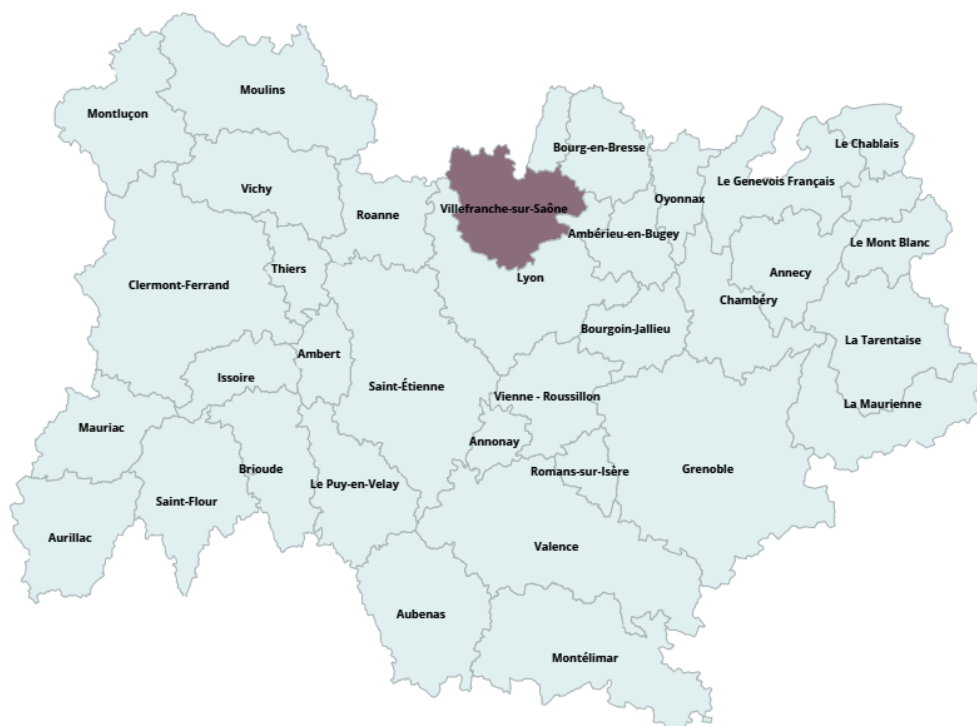 Moulins
Montluçon
Le Chablais
Bourg-en-Bresse
Le Genevois Français
Vichy
Oyonnax
Villefranche-sur-Saône
Roanne
Ambérieu-en-Bugey
Le Mont Blanc
Thiers
Annecy
Lyon
Clermont-Ferrand
Chambéry
Bourgoin-Jallieu
La Tarentaise
Ambert
Issoire
Saint-Étienne
Vienne - Roussillon
La Maurienne
Mauriac
Annonay
Brioude
Grenoble
Romans-sur-Isère
Le Puy-en-Velay
Saint-Flour
Aurillac
Valence
Aubenas
Montélimar